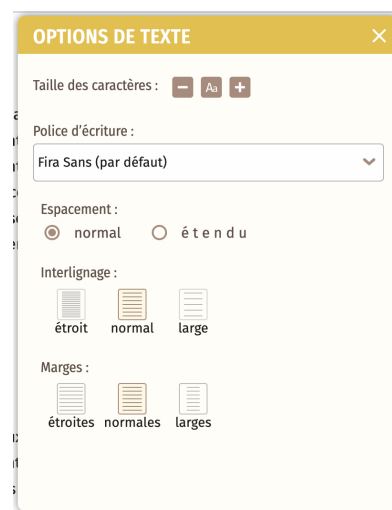 OPTIONS DE TEXTE
Taille des caractères : Aa
Police d'écriture :
Fira Sans (par défaut)
Espacement :
normal étendu
Interlignage :
étroit normal large
Marges :
étroites normales larges